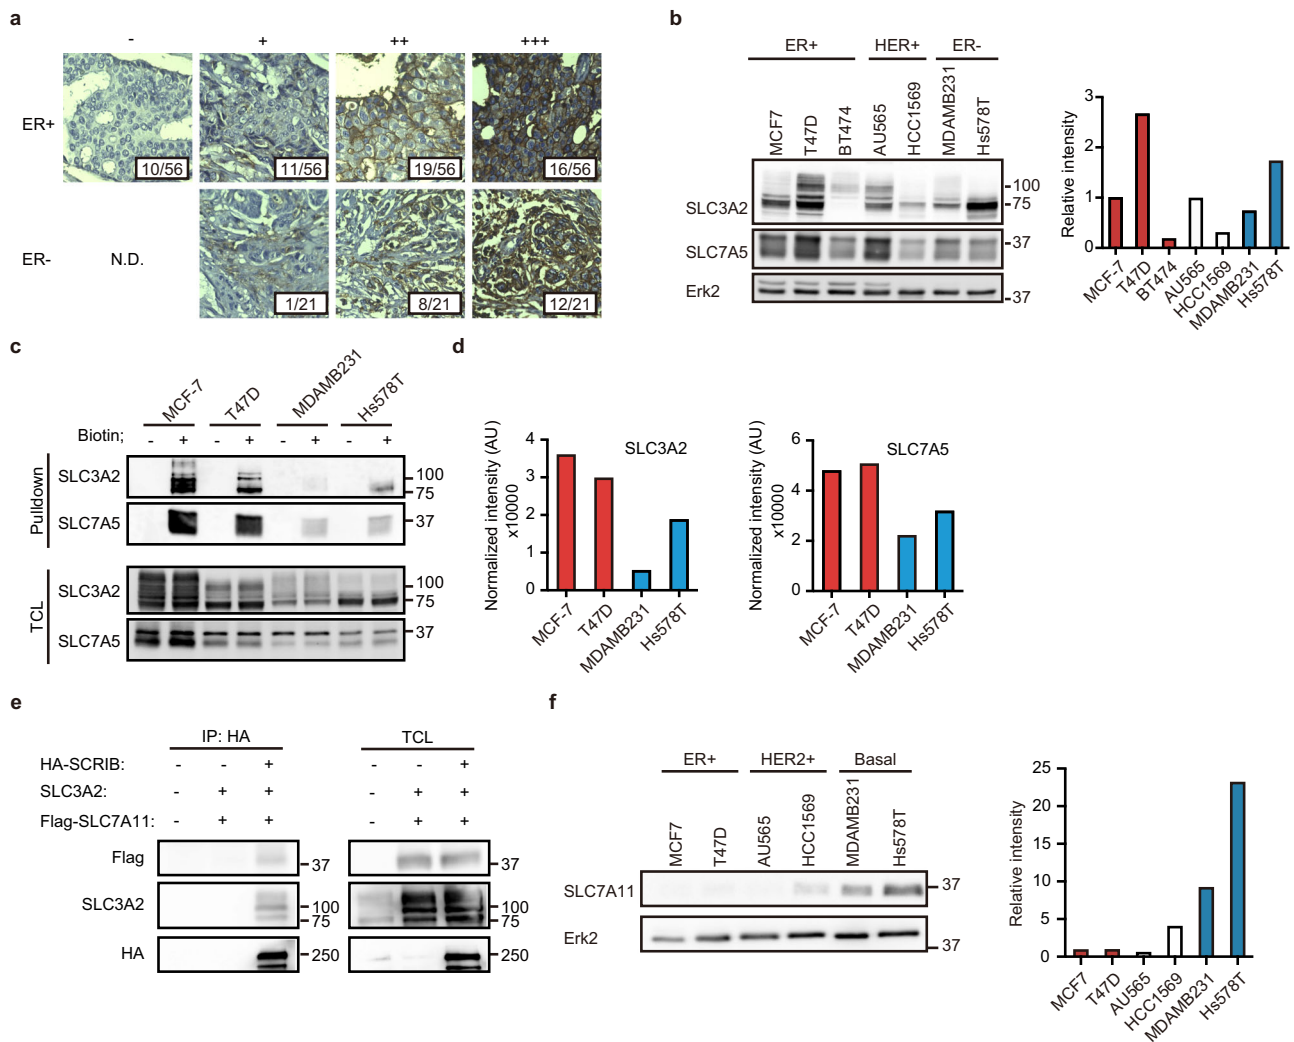 a
- + ++ +++
ER+
10/56 11/56 19/56 16/56
ER-
N.D.
1/21 8/21 12/21
b
ER+ HER+ ER-
MCF7 T47D BT474 AU565 HCC1569 MDAMB231 Hs578T
SLC3A2
100
75
SLC7A5
37
Erk2
37
Relative intensity
3
2
1
0
MCF-7 T47D BT474 AU565 HCC1569 MDAMB231 Hs578T
c
MCF-7 T47D MDAMB231 Hs578T
Biotin; - + - + - + - +
Pulldown
SLC3A2
100
75
SLC7A5
37
TCL
SLC3A2
100
75
SLC7A5
37
d
Normalized intensity (AU)
x10000
SLC3A2
4
3
2
1
0
MCF-7 T47D MDAMB231 Hs578T
Normalized intensity (AU)
x10000
SLC7A5
6
4
2
0
MCF-7 T47D MDAMB231 Hs578T
e
IP: HA TCL
HA-SCRIB: - - + - - +
SLC3A2: - + + - + +
Flag-SLC7A11: - + + - + +
Flag
37 37
SLC3A2
100 100
75 75
HA
250 250
f
ER+ HER2+ Basal
MCF7 T47D AU565 HCC1569 MDAMB231 Hs578T
SLC7A11
37
Erk2
37
Relative intensity
25
20
15
10
5
0
MCF7 T47D AU565 HCC1569 MDAMB231 Hs578T